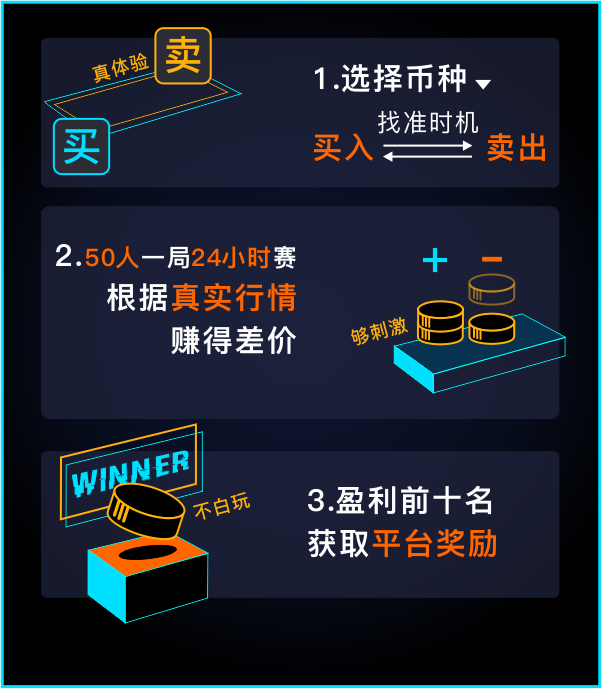 真体验
卖
买
1.选择币种
找准时机
买入 卖出
2.50人一局24小时赛
根据真实行情
赚得差价
+ -
够刺激
WINNER
不白玩
3.盈利前十名
获取平台奖励